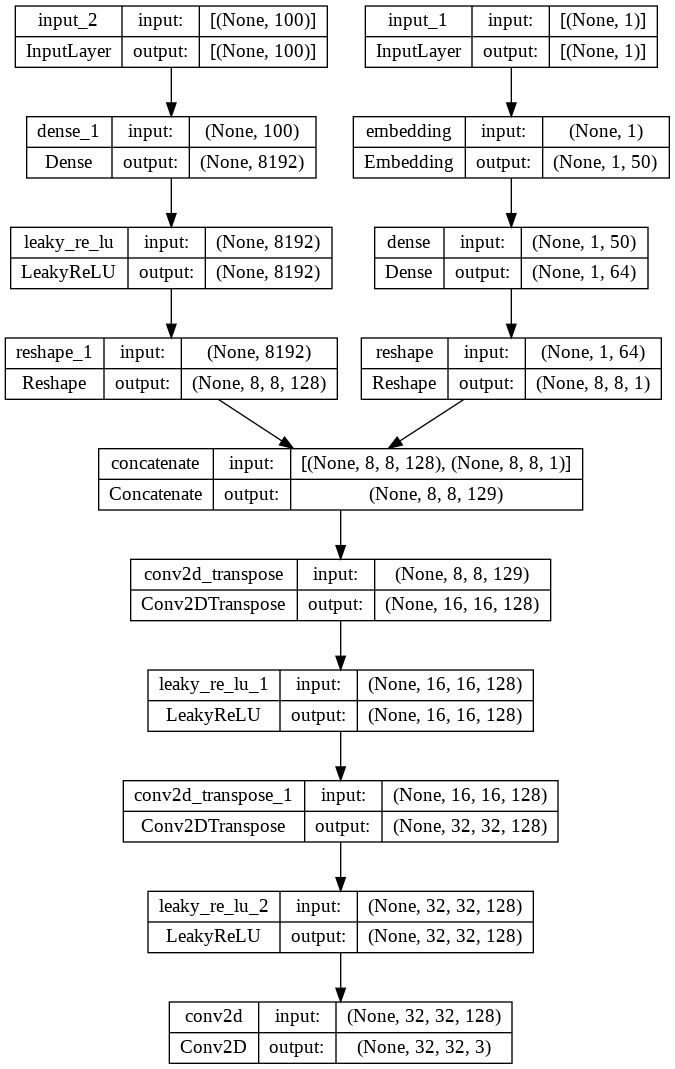 input_2 input: [(None, 100)]
InputLayer output: [(None, 100)]
input_1 input: [(None, 1)]
InputLayer output: [(None, 1)]
dense_1 input: (None, 100)
Dense output: (None, 8192)
embedding input: (None, 1)
Embedding output: (None, 1, 50)
leaky_re_lu input: (None, 8192)
LeakyReLU output: (None, 8192)
dense input: (None, 1, 50)
Dense output: (None, 1, 64)
reshape_1 input: (None, 8192)
Reshape output: (None, 8, 8, 128)
reshape input: (None, 1, 64)
Reshape output: (None, 8, 8, 1)
concatenate input: [(None, 8, 8, 128), (None, 8, 8, 1)]
Concatenate output: (None, 8, 8, 129)
conv2d_transpose input: (None, 8, 8, 129)
Conv2DTranspose output: (None, 16, 16, 128)
leaky_re_lu_1 input: (None, 16, 16, 128)
LeakyReLU output: (None, 16, 16, 128)
conv2d_transpose_1 input: (None, 16, 16, 128)
Conv2DTranspose output: (None, 32, 32, 128)
leaky_re_lu_2 input: (None, 32, 32, 128)
LeakyReLU output: (None, 32, 32, 128)
conv2d input: (None, 32, 32, 128)
Conv2D output: (None, 32, 32, 3)